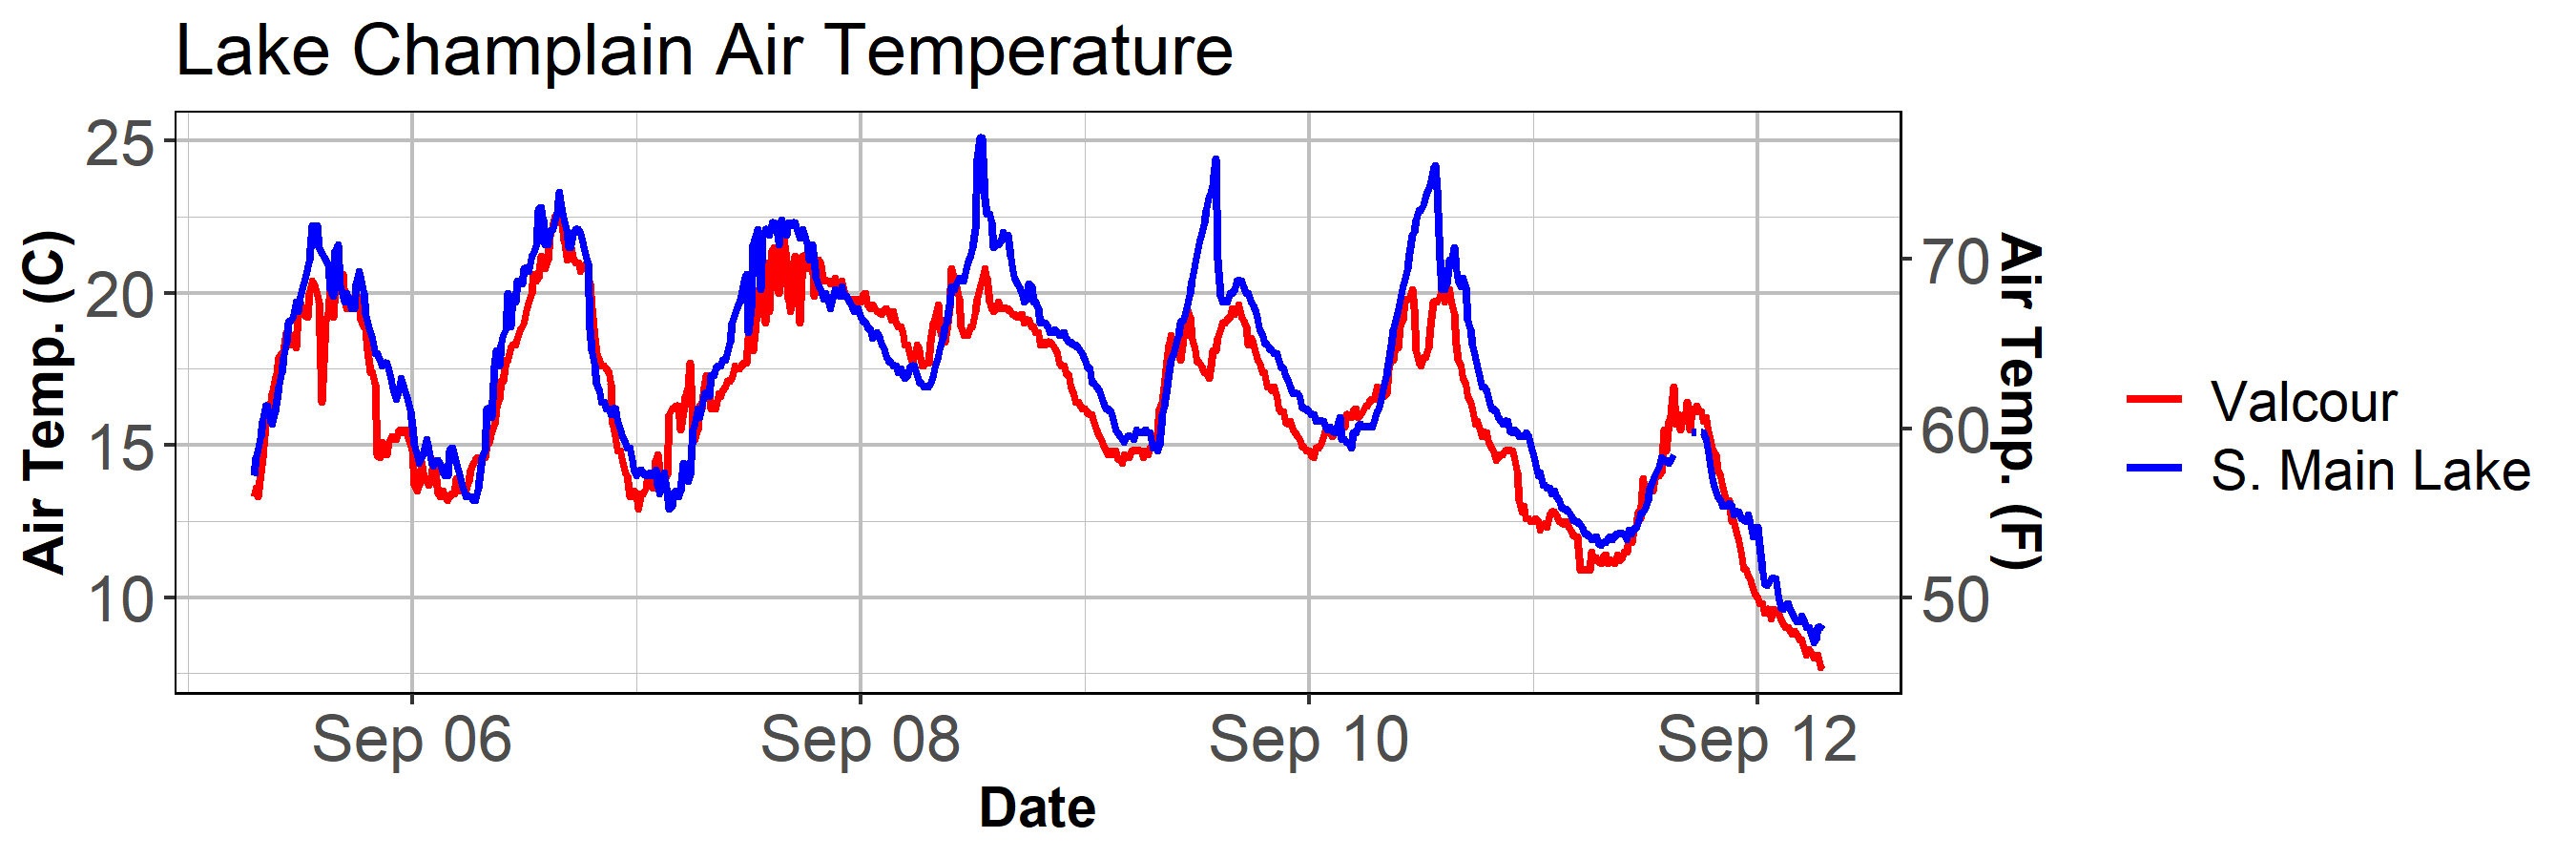 Lake Champlain Air Temperature
Air Temp. (C)
25
20
15
10
70
60
50
Air Temp. (F)
Sep 06 Sep 08 Sep 10 Sep 12
Date
Valcour
S. Main Lake